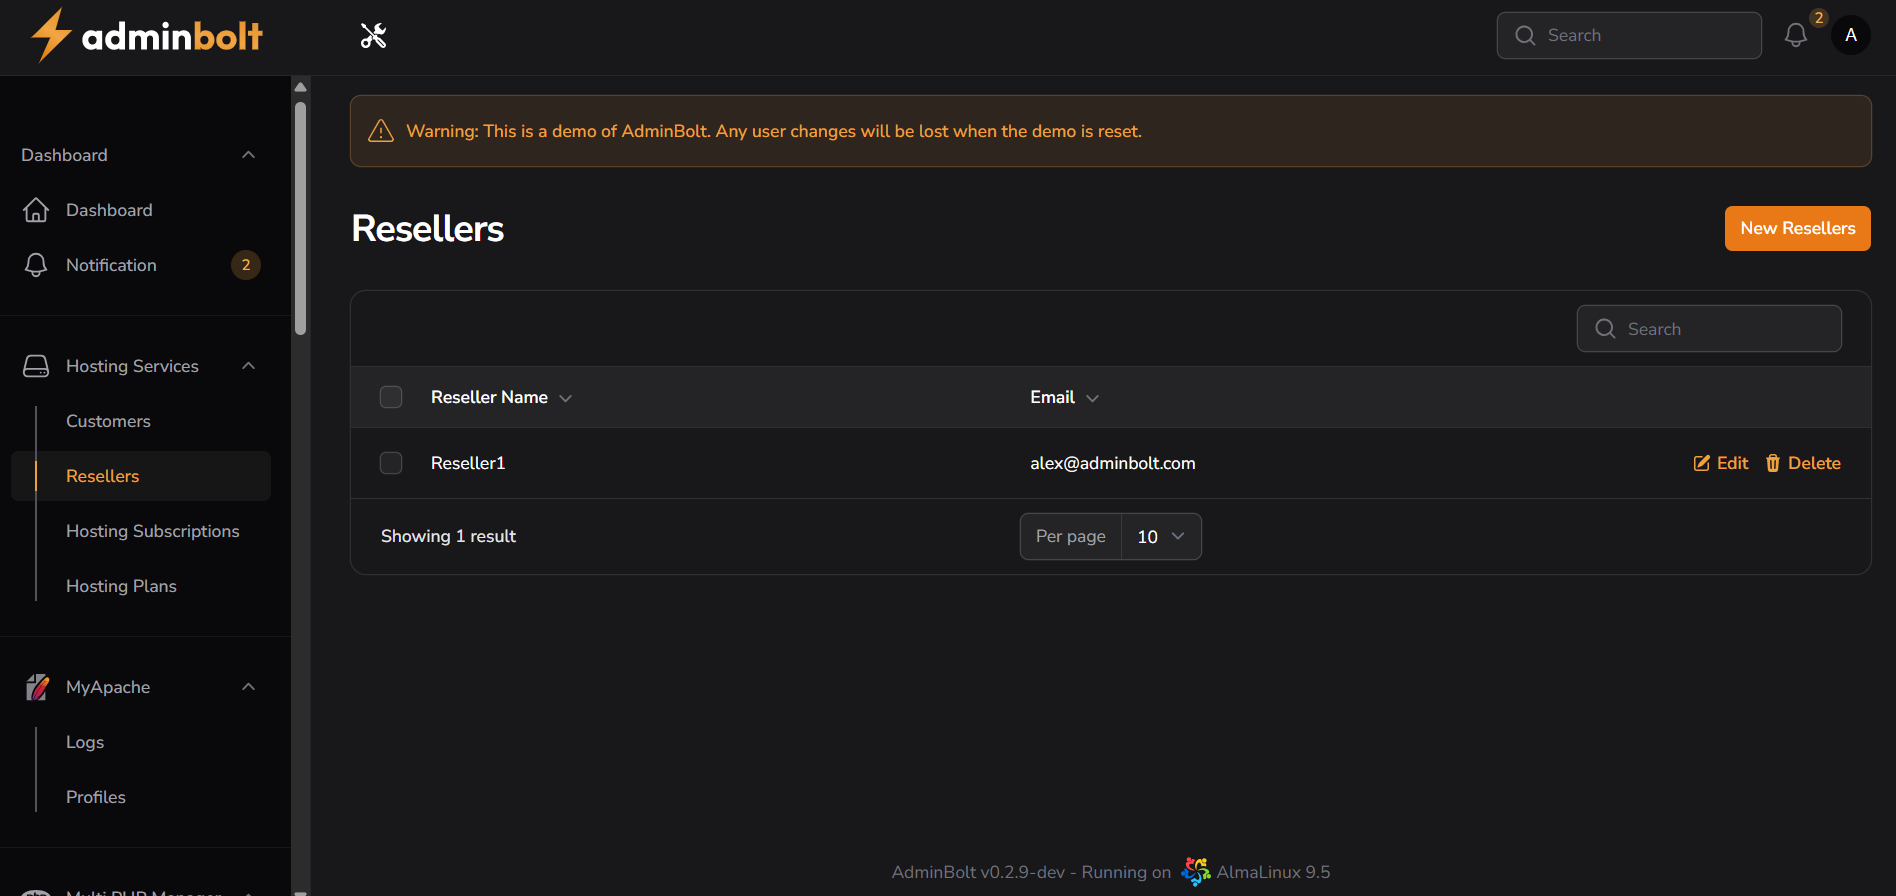 adminbolt
Search
2
A
Dashboard
Dashboard
Notification 2
Hosting Services
Customers
Resellers
Hosting Subscriptions
Hosting Plans
MyApache
Logs
Profiles
Multi PHP Manager
Warning: This is a demo of AdminBolt. Any user changes will be lost when the demo is reset.
Resellers
New Resellers
Search
Reseller Name Email
Reseller1 alex@adminbolt.com Edit Delete
Showing 1 result Per page 10
AdminBolt v0.2.9-dev - Running on AlmaLinux 9.5